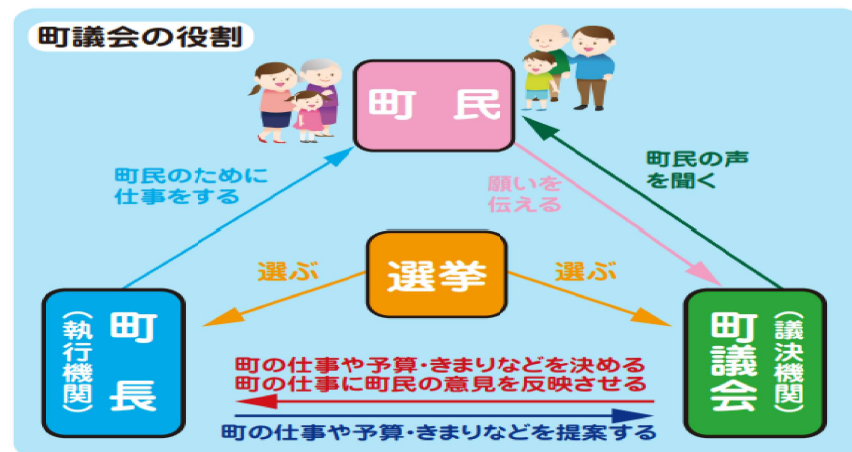 町議会の役割
町民
町民のために
仕事をする
願いを
伝える
町民の声
を聞く
選ぶ
選挙
選ぶ
町長
（執行機関）
町議会
（議決機関）
町の仕事や予算・きまりなどを決める
町の仕事に町民の意見を反映させる
町の仕事や予算・きまりなどを提案する